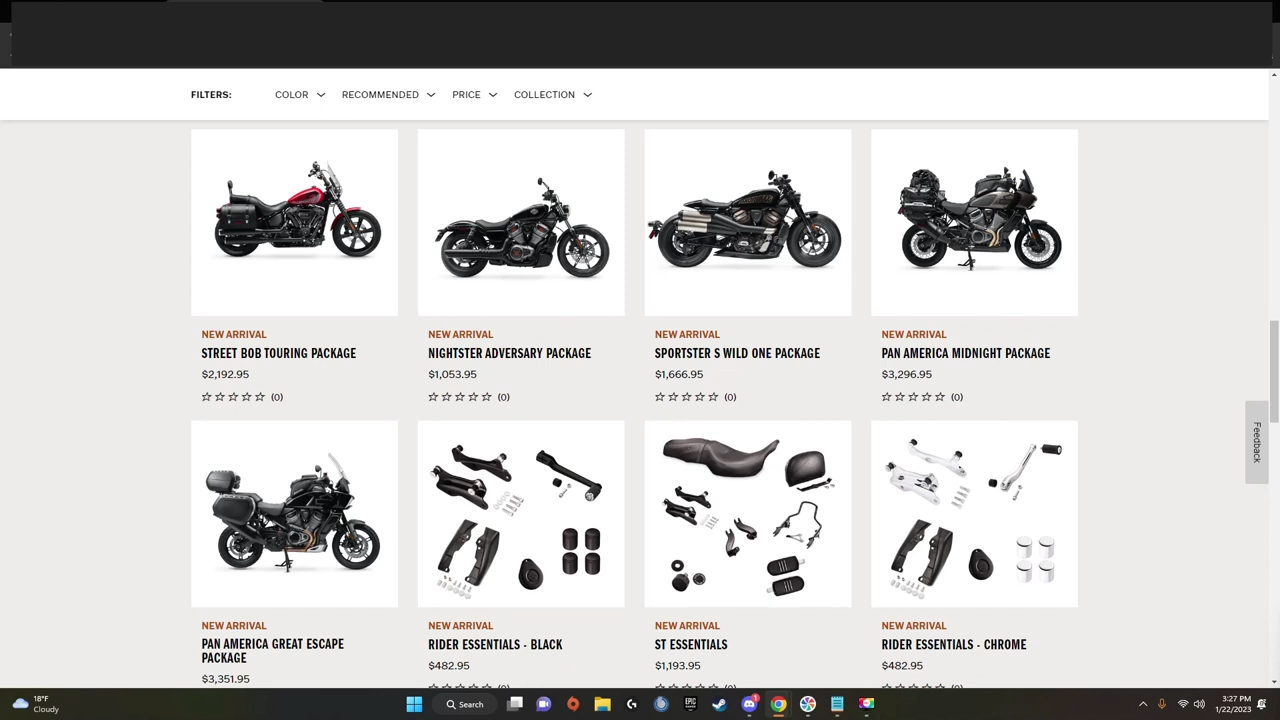 FILTERS: COLOR RECOMMENDED PRICE COLLECTION
NEW ARRIVAL
STREET BOB TOURING PACKAGE
$2,192.95
(0)
NEW ARRIVAL
NIGHTSTER ADVERSARY PACKAGE
$1,053.95
(0)
NEW ARRIVAL
SPORTSTER S WILD ONE PACKAGE
$1,666.95
(0)
NEW ARRIVAL
PAN AMERICA MIDNIGHT PACKAGE
$3,296.95
(0)
Feedback
NEW ARRIVAL
PAN AMERICA GREAT ESCAPE
PACKAGE
$3,351.95
NEW ARRIVAL
RIDER ESSENTIALS - BLACK
$482.95
NEW ARRIVAL
ST ESSENTIALS
$1,193.95
NEW ARRIVAL
RIDER ESSENTIALS - CHROME
$482.95
18°F
Cloudy
Search
EPIC
3:27 PM
1/22/2023